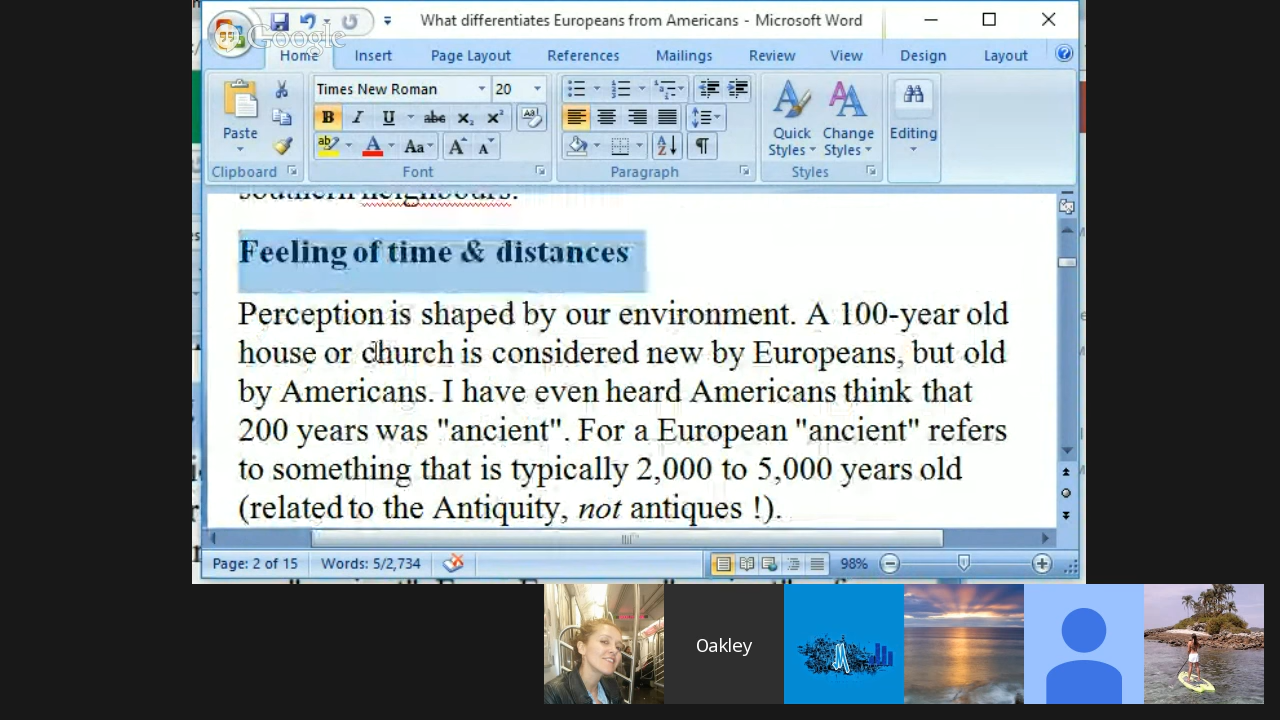 What differentiates Europeans from Americans - Microsoft Word
Google
Home Insert Page Layout References Mailings Review View Design Layout
Times New Roman 20
Paste
Quick Styles
Change Styles
Editing
Clipboard Font Paragraph Styles
southern neighbours.
Feeling of time & distances
Perception is shaped by our environment. A 100-year old
house or church is considered new by Europeans, but old
by Americans. I have even heard Americans think that
200 years was "ancient". For a European "ancient" refers
to something that is typically 2,000 to 5,000 years old
(related to the Antiquity, not antiques !).
Page: 2 of 15 Words: 5/2,734 98%
Oakley